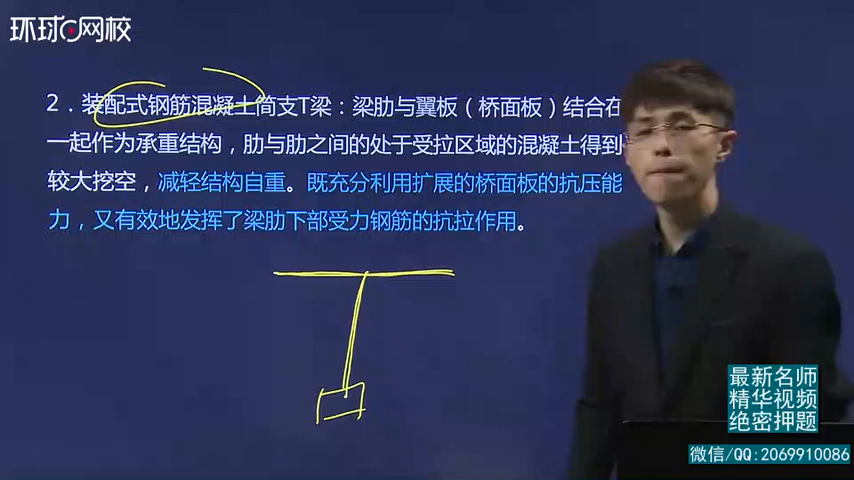 环球网校
2．装配式钢筋混凝土简支T梁：梁肋与翼板（桥面板）结合在
一起作为承重结构，肋与肋之间的处于受拉区域的混凝土得到
较大挖空，减轻结构自重。既充分利用扩展的桥面板的抗压能
力，又有效地发挥了梁肋下部受力钢筋的抗拉作用。
最新名师
精华视频
绝密押题
微信/QQ:2069910086